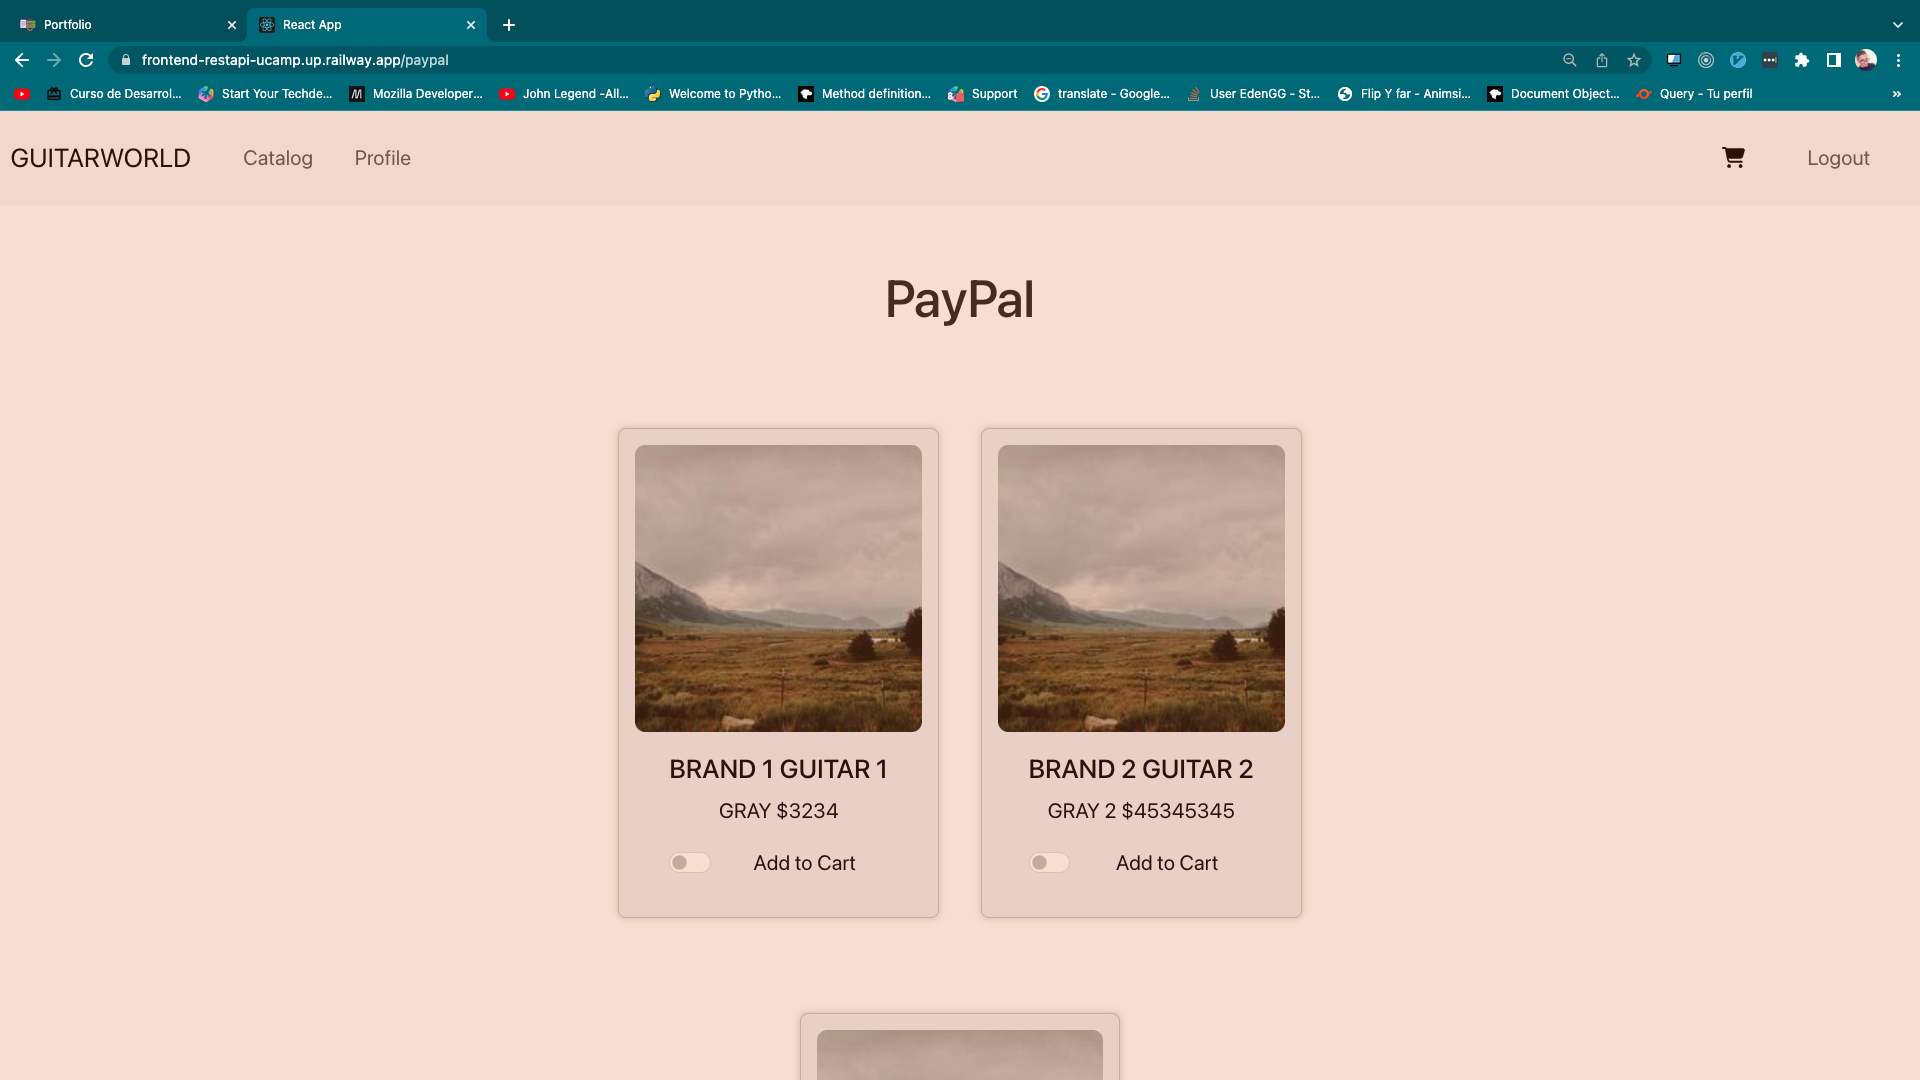 Portfolio
React App
frontend-restapi-ucamp.up.railway.app/paypal
Curso de Desarrol...
Start Your Techde...
Mozilla Developer...
John Legend -All...
Welcome to Pytho...
Method definition...
Support
translate - Google...
User EdenGG - St...
Flip Y far - Animsi...
Document Object...
Query - Tu perfil
GUITARWORLD
Catalog
Profile
Logout
PayPal
BRAND 1 GUITAR 1
GRAY $3234
Add to Cart
BRAND 2 GUITAR 2
GRAY 2 $45345345
Add to Cart